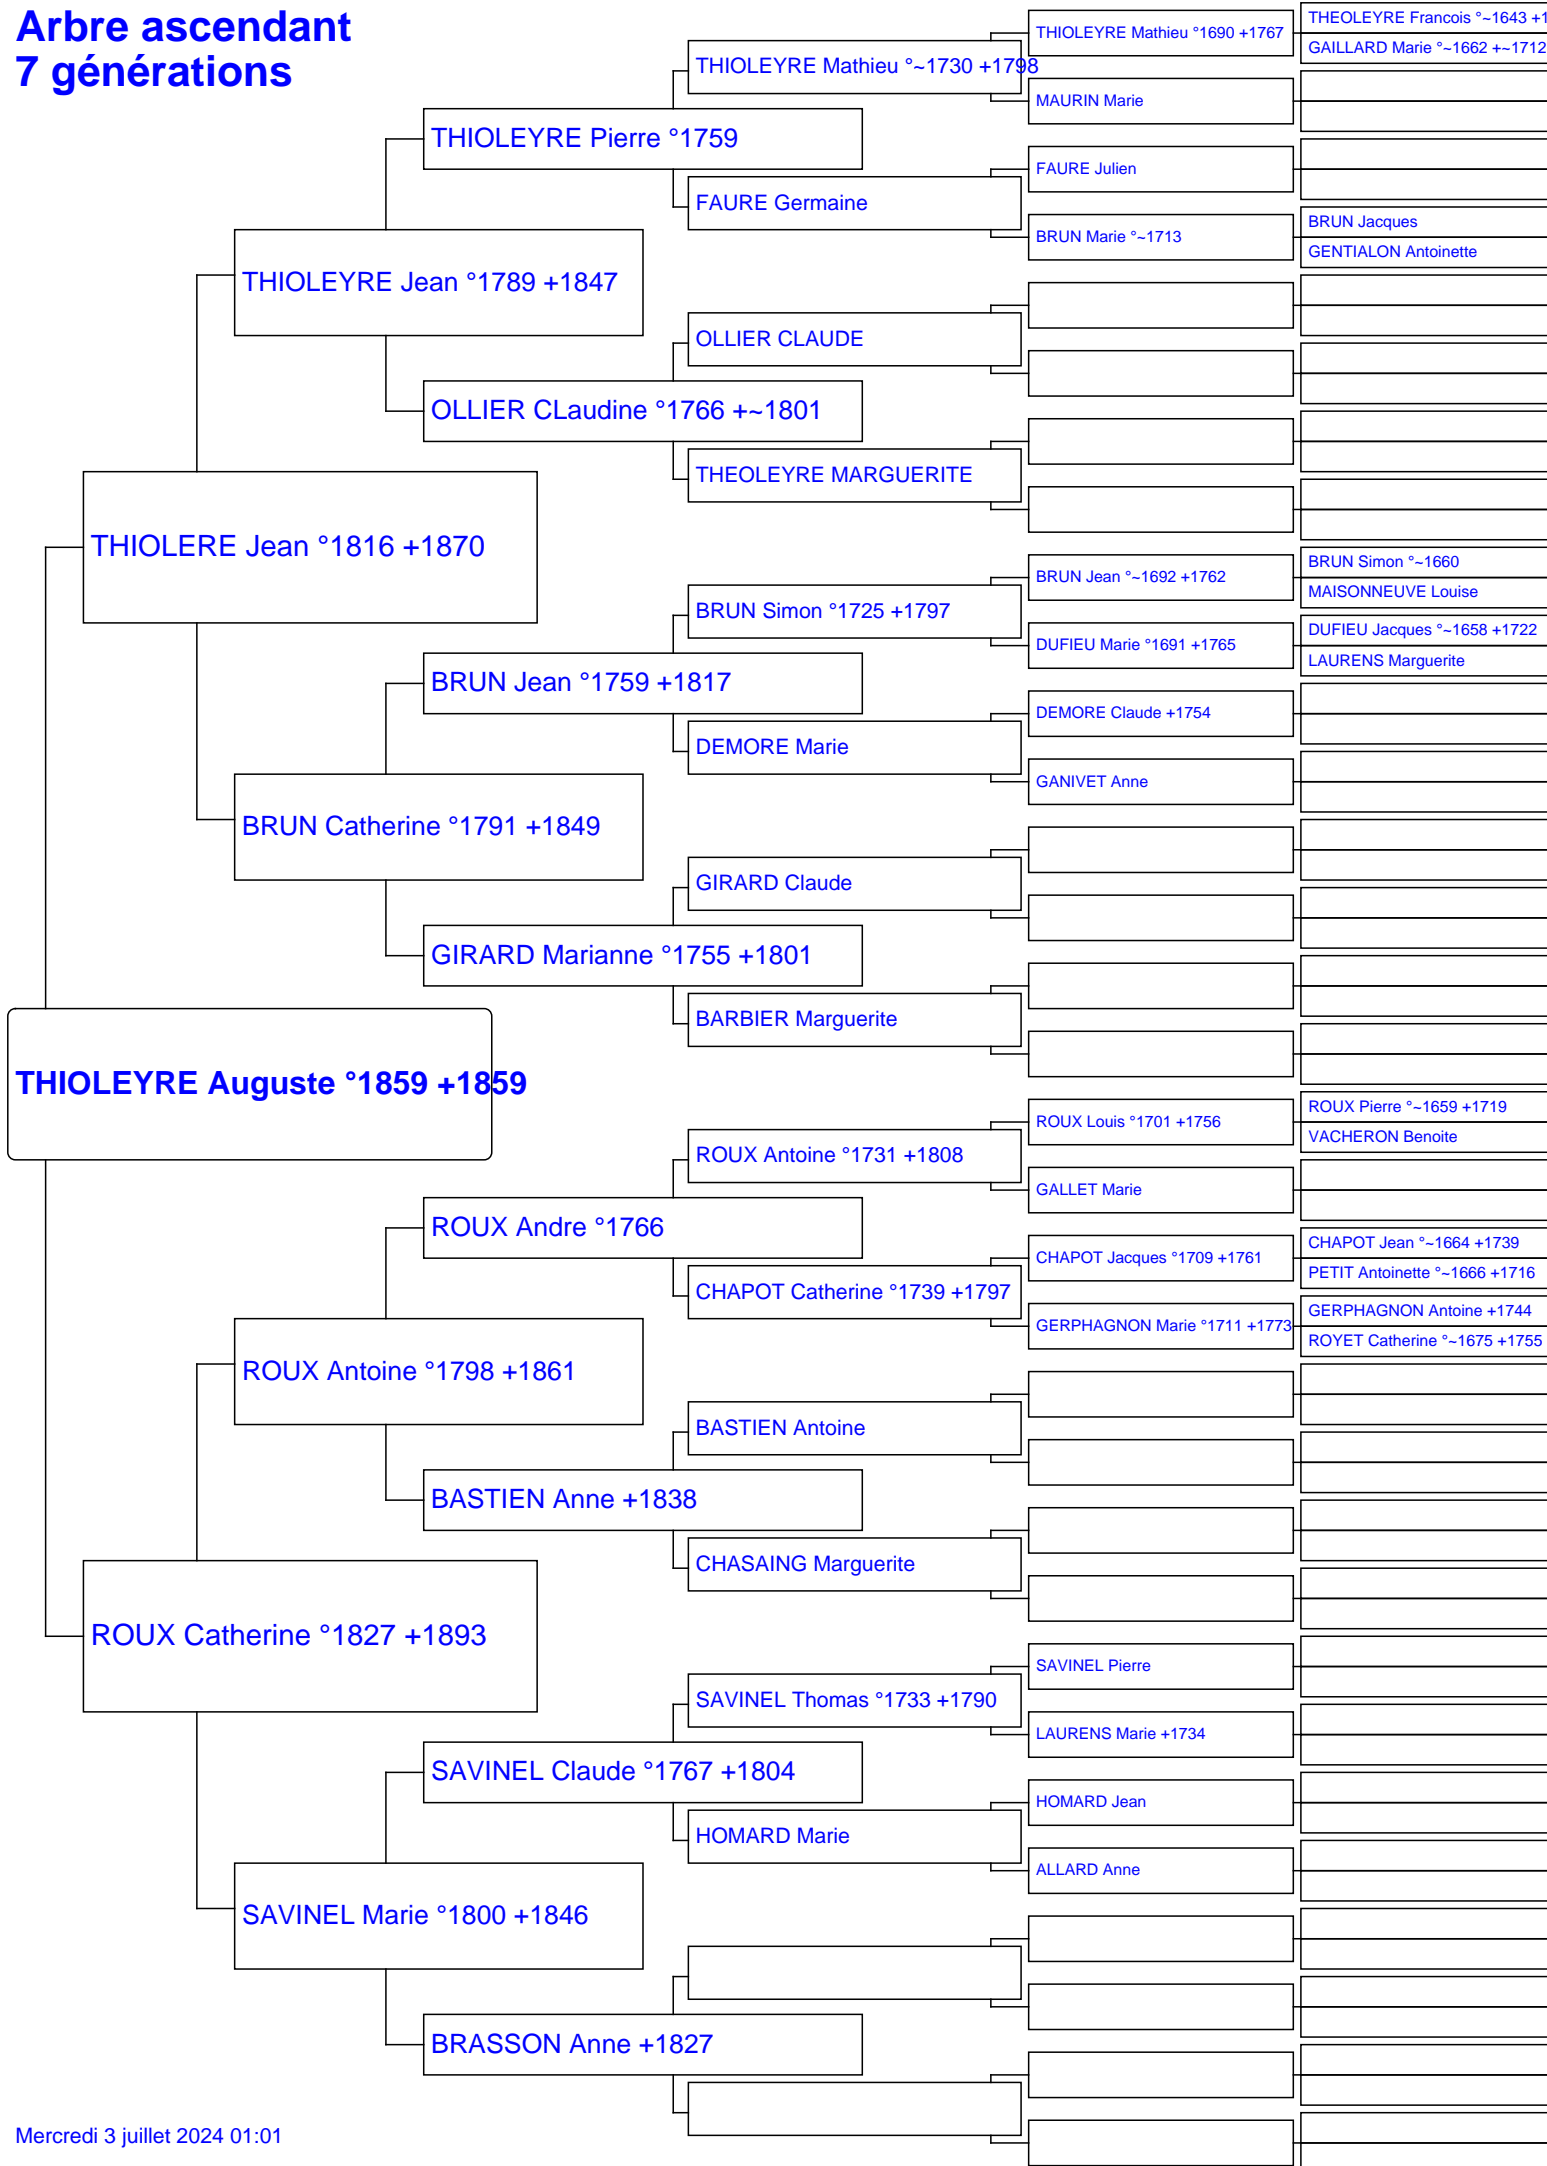 Arbre ascendant
7 générations
THIOLEYRE Auguste °1859 +1859
THIOLERE Jean °1816 +1870
ROUX Catherine °1827 +1893
THIOLEYRE Jean °1789 +1847
BRUN Catherine °1791 +1849
ROUX Antoine °1798 +1861
SAVINEL Marie °1800 +1846
THIOLEYRE Pierre °1759
OLLIER CLaudine °1766 +~1801
BRUN Jean °1759 +1817
GIRARD Marianne °1755 +1801
ROUX Andre °1766
BASTIEN Anne +1838
SAVINEL Claude °1767 +1804
BRASSON Anne +1827
THIOLEYRE Mathieu °~1730 +1798
FAURE Germaine
OLLIER CLAUDE
THEOLEYRE MARGUERITE
BRUN Simon °1725 +1797
DEMORE Marie
GIRARD Claude
BARBIER Marguerite
ROUX Antoine °1731 +1808
CHAPOT Catherine °1739 +1797
BASTIEN Antoine
CHASAING Marguerite
SAVINEL Thomas °1733 +1790
HOMARD Marie
THIOLEYRE Mathieu °1690 +1767
MAURIN Marie
FAURE Julien
BRUN Marie °~1713
BRUN Jean °~1692 +1762
DUFIEU Marie °1691 +1765
DEMORE Claude +1754
GANIVET Anne
ROUX Louis °1701 +1756
GALLET Marie
CHAPOT Jacques °1709 +1761
GERPHAGNON Marie °1711 +1773
SAVINEL Pierre
LAURENS Marie +1734
HOMARD Jean
ALLARD Anne
THEOLEYRE Francois °~1643 +1
GAILLARD Marie °~1662 +~1712
BRUN Jacques
GENTIALON Antoinette
BRUN Simon °~1660
MAISONNEUVE Louise
DUFIEU Jacques °~1658 +1722
LAURENS Marguerite
ROUX Pierre °~1659 +1719
VACHERON Benoite
CHAPOT Jean °~1664 +1739
PETIT Antoinette °~1666 +1716
GERPHAGNON Antoine +1744
ROYET Catherine °~1675 +1755
Mercredi 3 juillet 2024 01:01